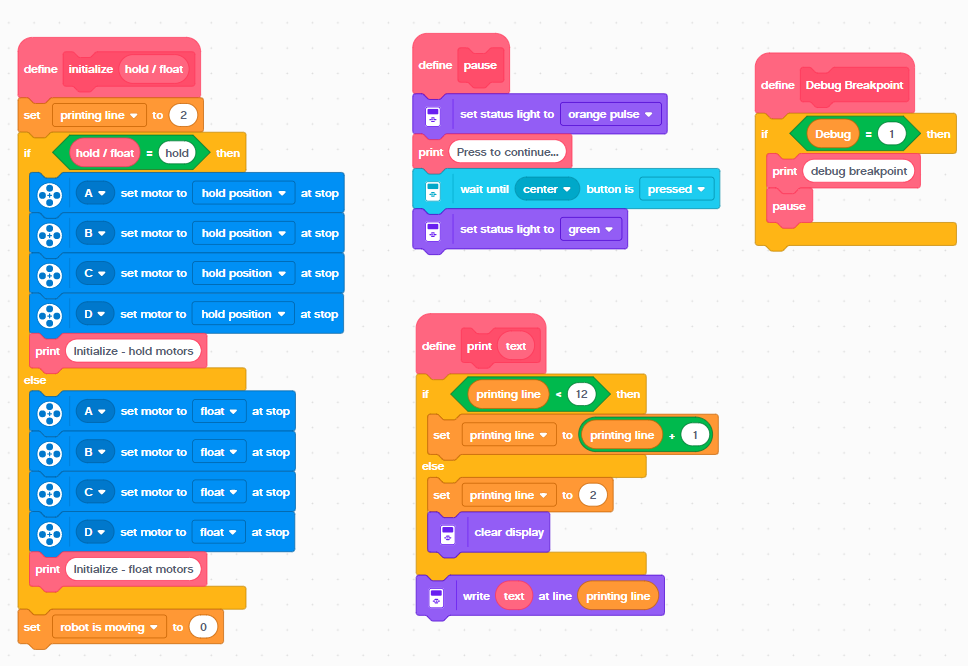 define initialize hold / float
set printing line to 2
if hold / float = hold then
A set motor to hold position at stop
B set motor to hold position at stop
C set motor to hold position at stop
D set motor to hold position at stop
print Initialize - hold motors
else
A set motor to float at stop
B set motor to float at stop
C set motor to float at stop
D set motor to float at stop
print Initialize - float motors
set robot is moving to 0
define pause
set status light to orange pulse
print Press to continue...
wait until center button is pressed
set status light to green
define print text
if printing line < 12 then
set printing line to printing line + 1
else
set printing line to 2
clear display
write text at line printing line
define Debug Breakpoint
if Debug = 1 then
print debug breakpoint
pause